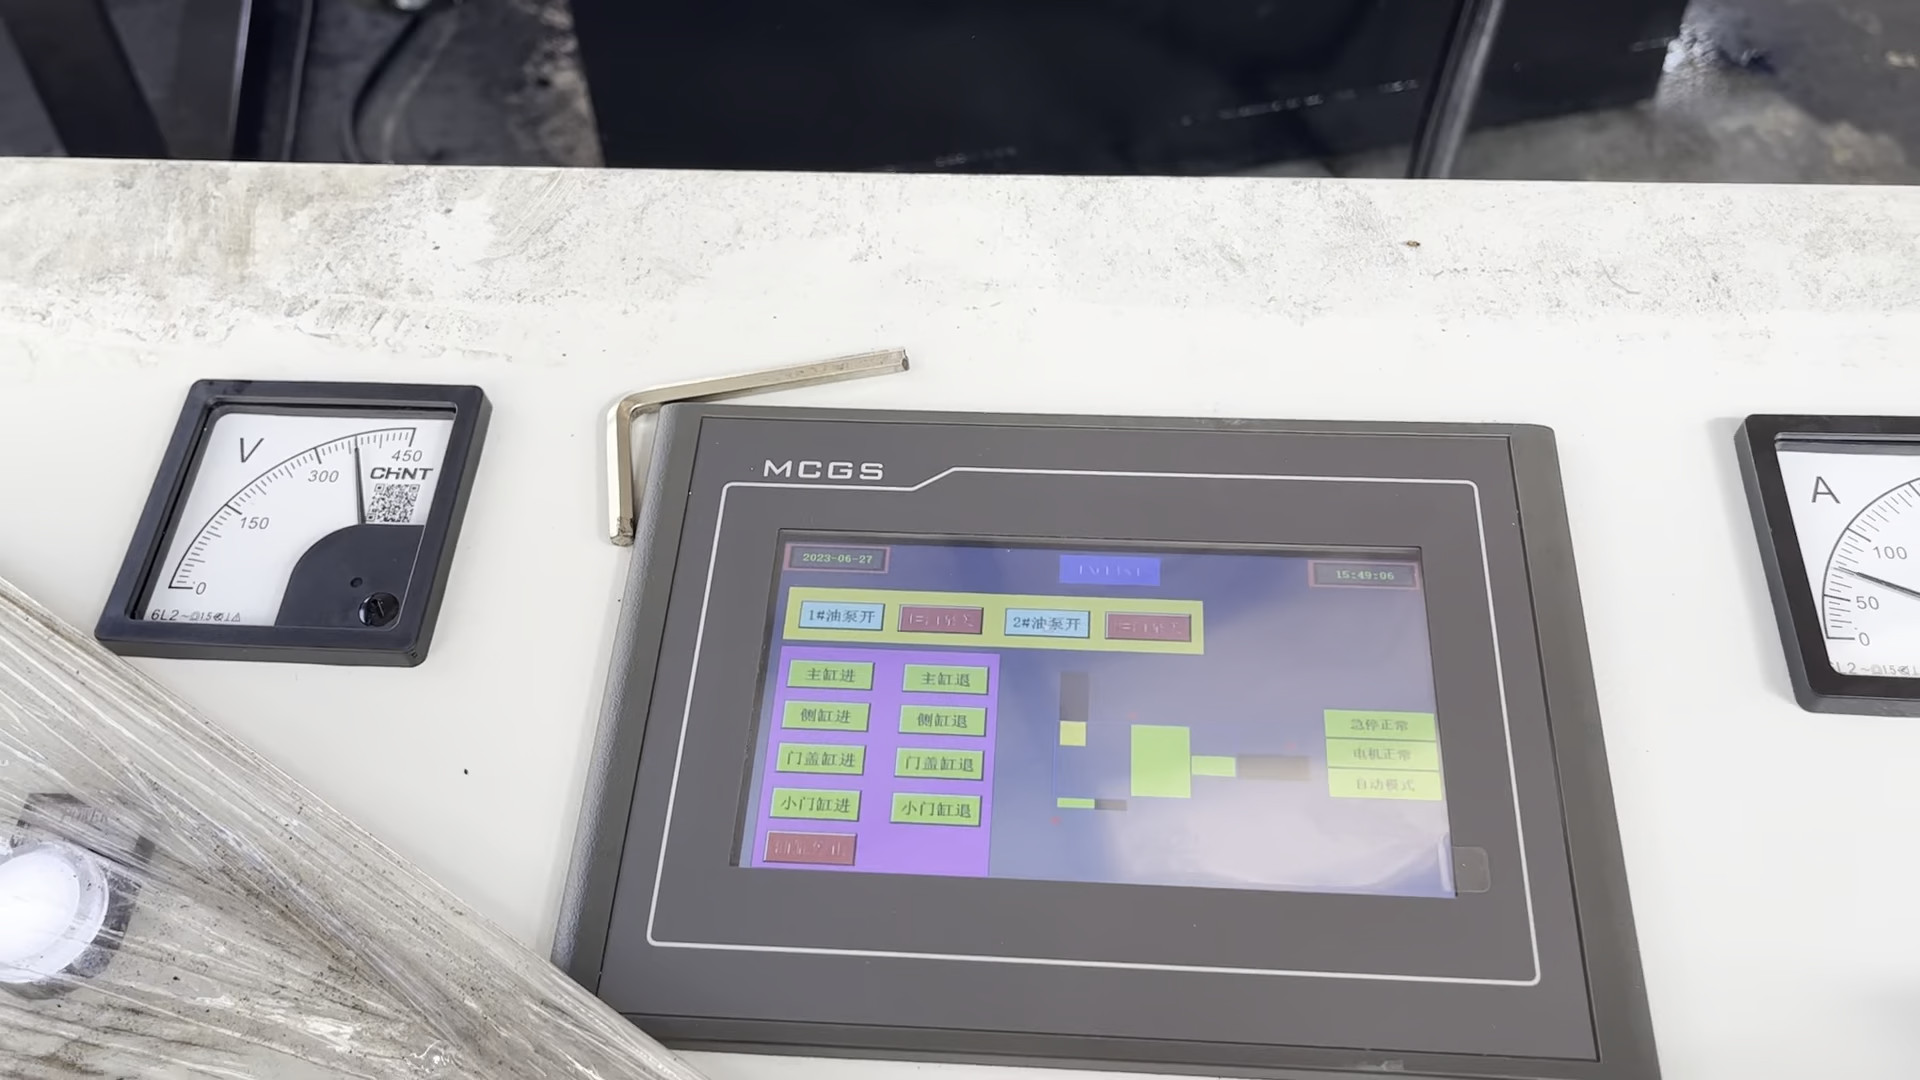 V
450
300
150
0
CHNT
6L2
MCGS
2023-06-27
15:49:06
1#油泵开
2#油泵开
主缸进
主缸退
侧缸进
侧缸退
门盖缸进
门盖缸退
小门缸进
小门缸退
急停正常
电机正常
自动模式
A
100
50
0